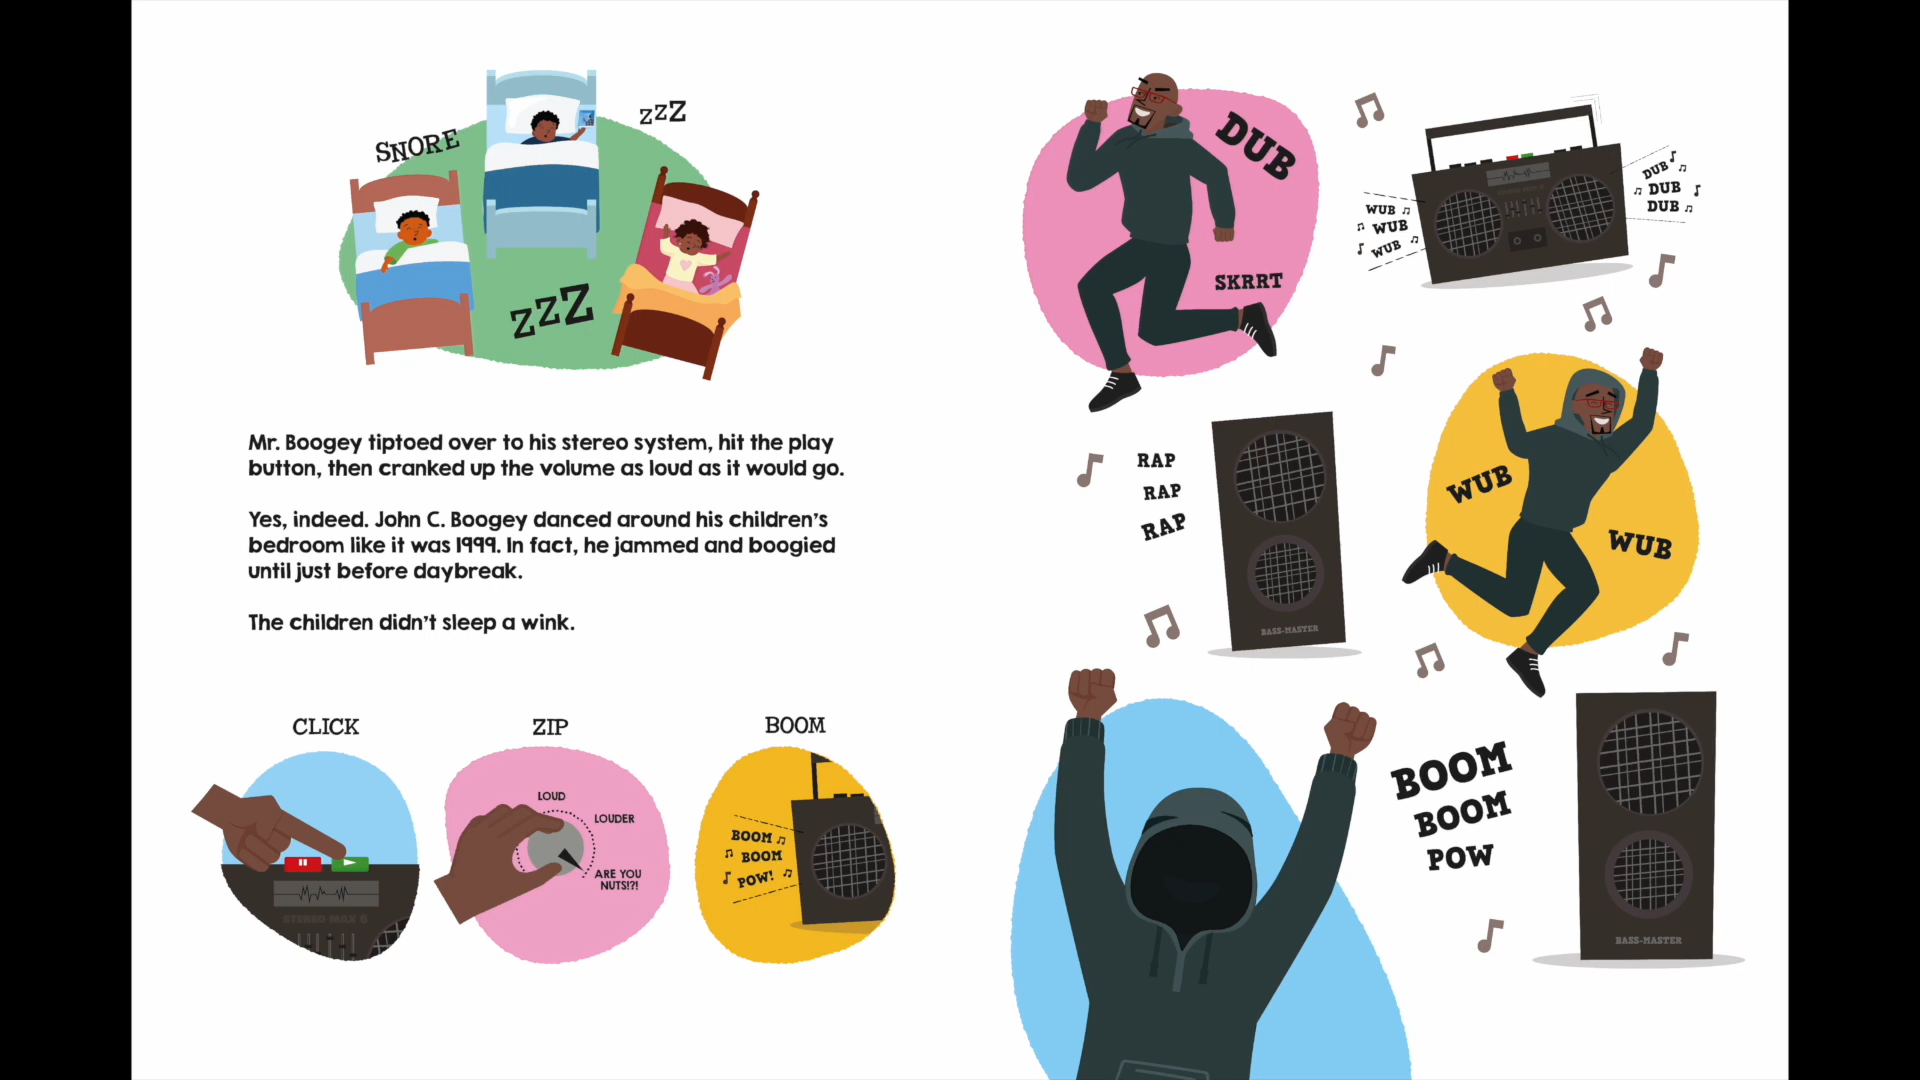 SNORE
zzZ
zzZ
Mr. Boogey tiptoed over to his stereo system, hit the play
button, then cranked up the volume as loud as it would go.
Yes, indeed. John C. Boogey danced around his children's
bedroom like it was 1999. In fact, he jammed and boogied
until just before daybreak.
The children didn't sleep a wink.
CLICK
STEREO-MAX 6
ZIP
LOUD
LOUDER
ARE YOU
NUTS!?!
BOOM
BOOM
BOOM
POW!
DUB
SKRRT
WUB
WUB
WUB
DUB
DUB
DUB
RAP
RAP
RAP
BASS-MASTER
WUB
WUB
BOOM
BOOM
POW
BASS-MASTER